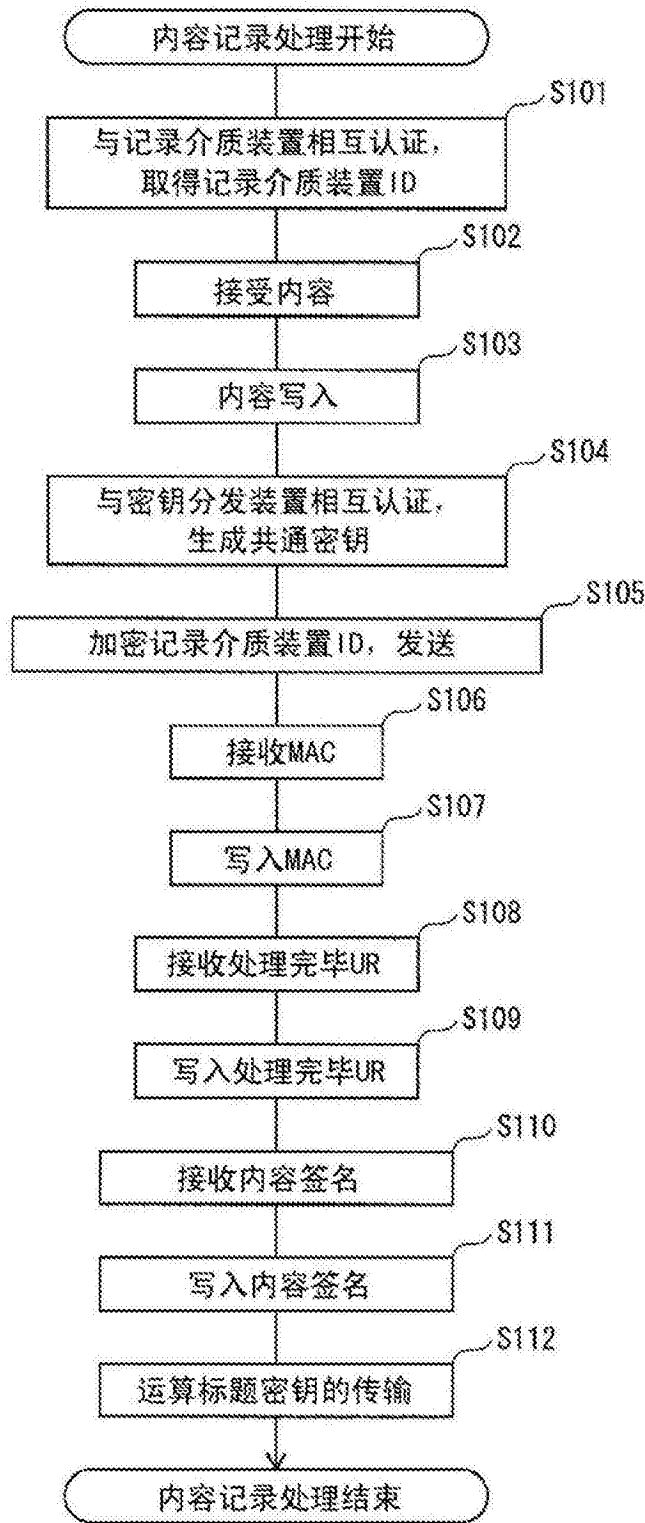 内容记录处理开始
S101
与记录介质装置相互认证,
取得记录介质装置ID
S102
接受内容
S103
内容写入
S104
与密钥分发装置相互认证,
生成共通密钥
S105
加密记录介质装置ID, 发送
S106
接收MAC
S107
写入MAC
S108
接收处理完毕UR
S109
写入处理完毕UR
S110
接收内容签名
S111
写入内容签名
S112
运算标题密钥的传输
内容记录处理结束